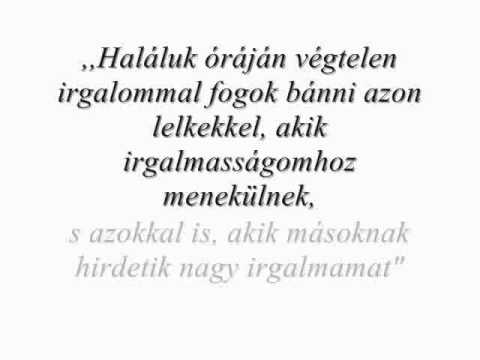 ,,Haláluk óráján végtelen
irgalommal fogok bánni azon
lelkekkel, akik
irgalmasságomhoz
menekülnek,
s azokkal is, akik másoknak
hirdetik nagy irgalmamat"